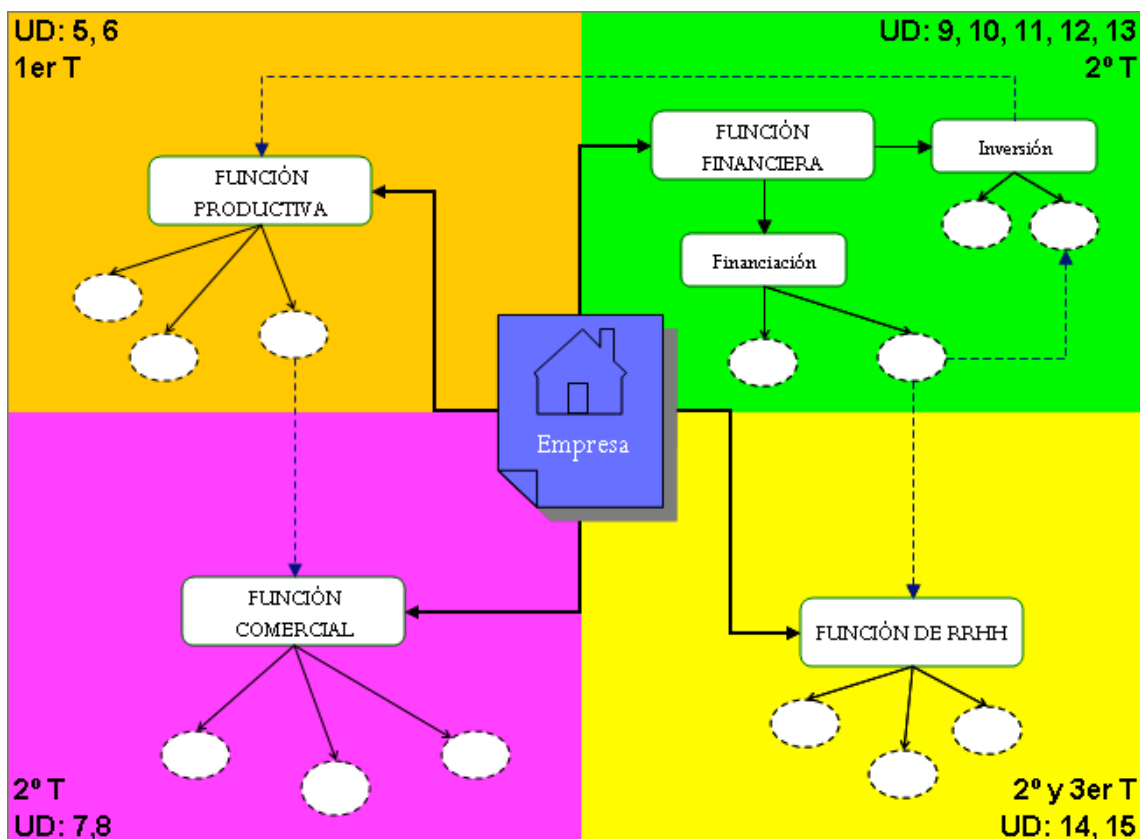 UD: 5, 6
1er T
UD: 9, 10, 11, 12, 13
2º T
FUNCIÓN
PRODUCTIVA
FUNCIÓN
FINANCIERA
Inversión
Financiación
Empresa
FUNCIÓN
COMERCIAL
FUNCIÓN DE RRHH
2º T
UD: 7,8
2º y 3er T
UD: 14, 15